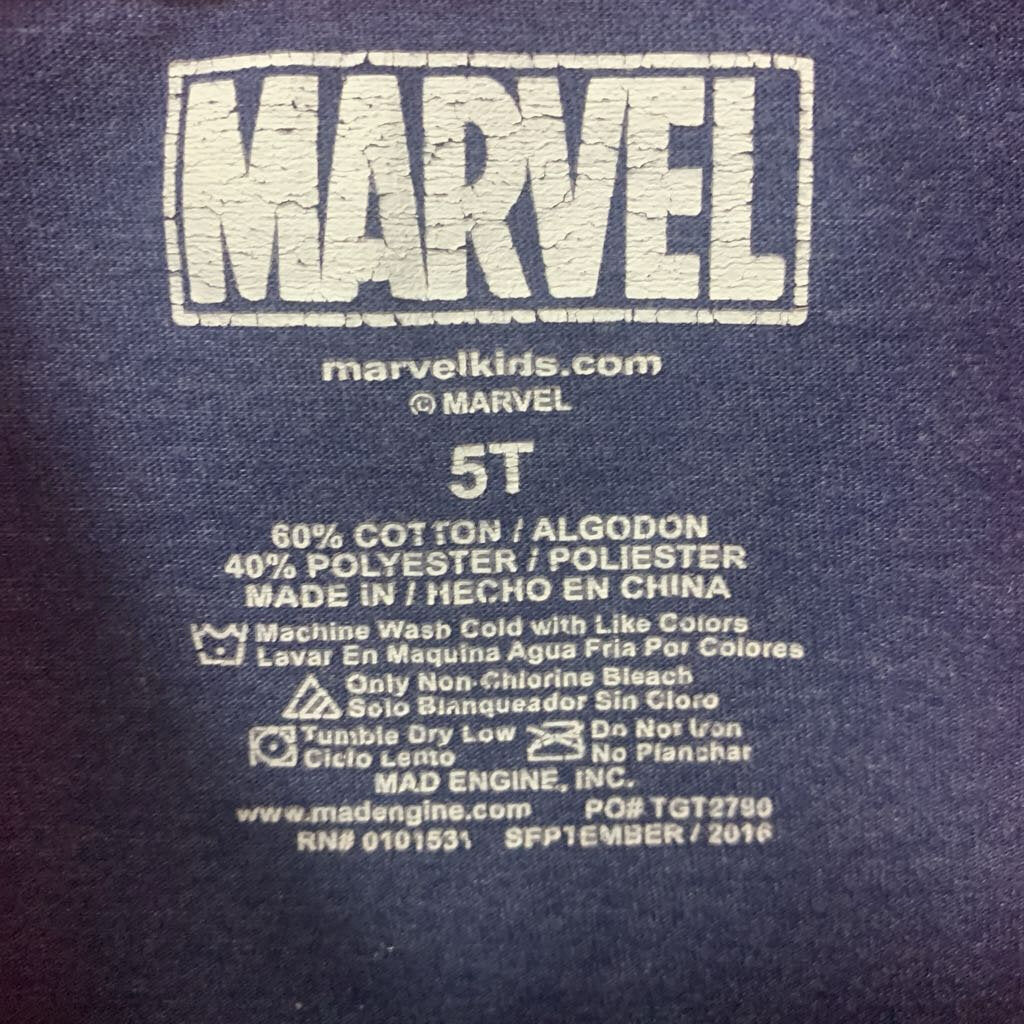 MARVEL
marvelkids.com
© MARVEL
5T
60% COTTON / ALGODON
40% POLYESTER / POLIESTER
MADE IN / HECHO EN CHINA
Machine Wash Cold with Like Colors
Lavar En Maquina Agua Fria Por Colores
Only Non-Chlorine Bleach
Solo Blanqueador Sin Cloro
Tumble Dry Low Do Not Iron
Ciclo Lento No Planchar
MAD ENGINE, INC.
www.madengine.com PO# TGT2790
RN# 0101531 SEPTEMBER / 2016